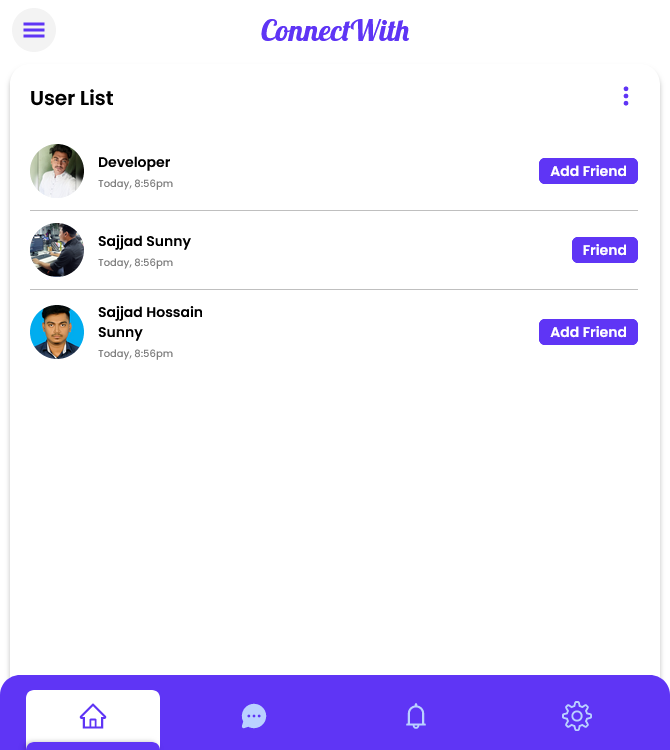 ConnectWith
User List
Developer
Today, 8:56pm
Add Friend
Sajjad Sunny
Today, 8:56pm
Friend
Sajjad Hossain
Sunny
Today, 8:56pm
Add Friend